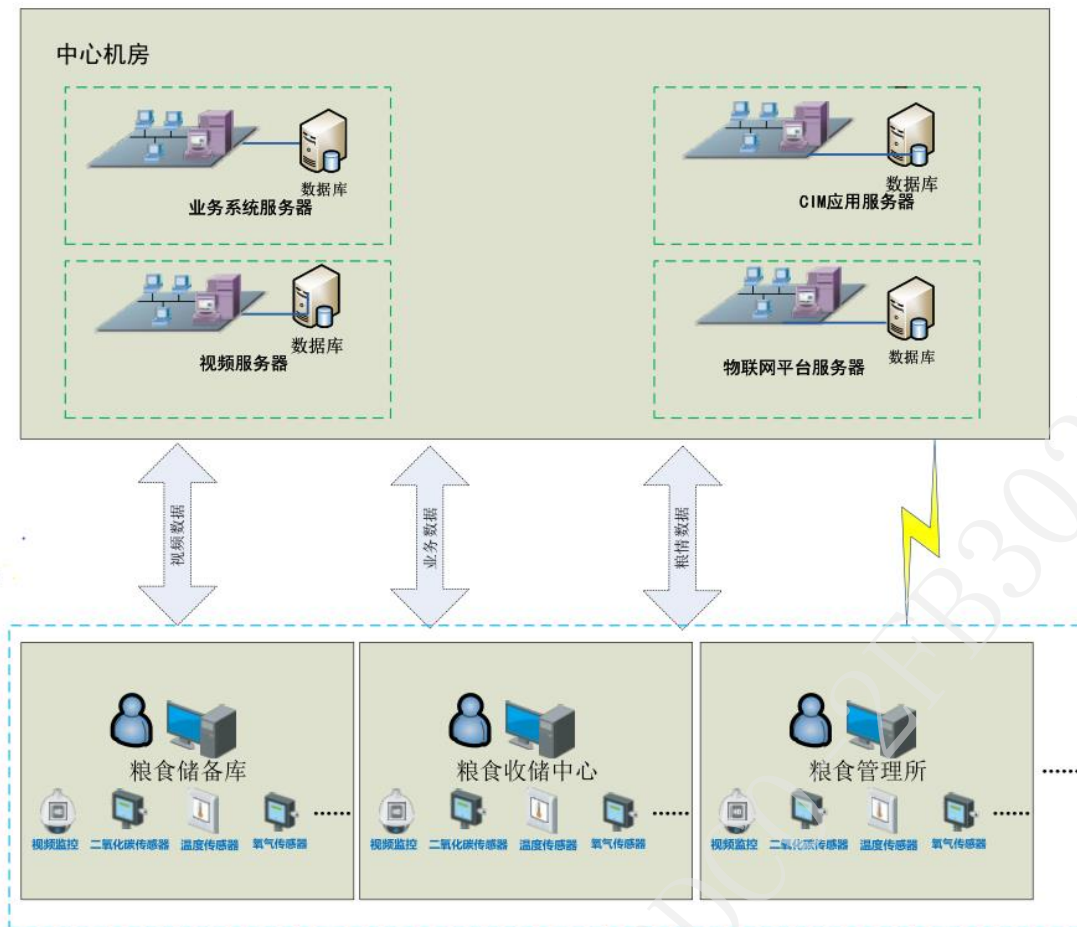 中心机房
数据库
业务系统服务器
数据库
CIM应用服务器
数据库
视频服务器
数据库
物联网平台服务器
视频数据
业务数据
粮情数据
粮食储备库
粮食收储中心
粮食管理所
……
视频监控 二氧化碳传感器 温度传感器 氧气传感器 ……
视频监控 二氧化碳传感器 温度传感器 氧气传感器 ……
视频监控 二氧化碳传感器 温度传感器 氧气传感器 ……